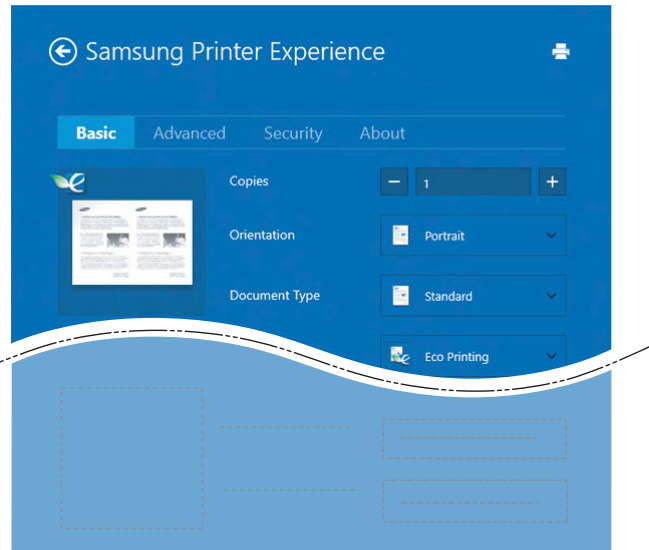 Samsung Printer Experience
Basic Advanced Security About
Copies 1
Orientation Portrait
Document Type Standard
Eco Printing